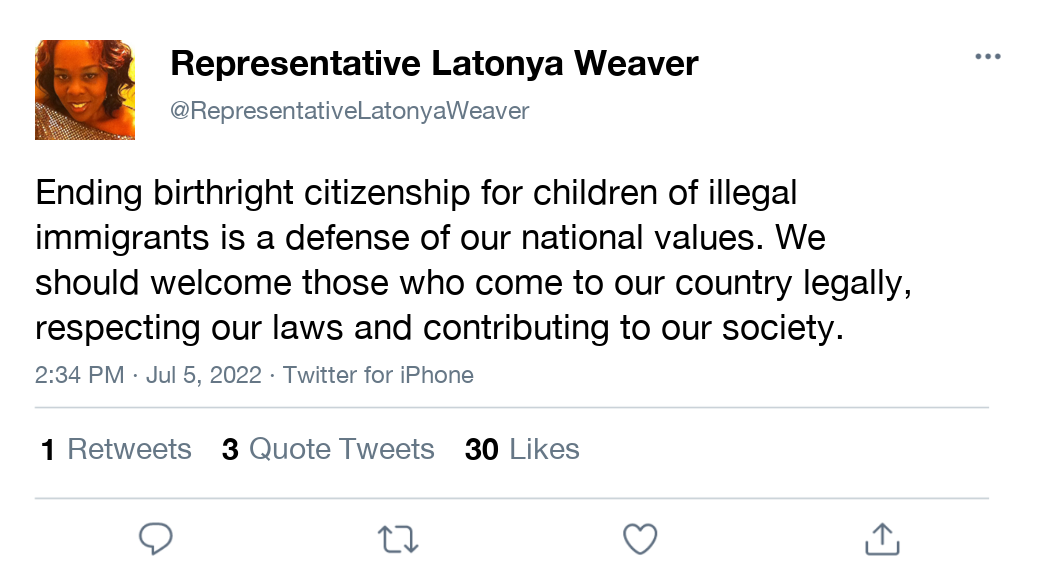 Representative Latonya Weaver
@RepresentativeLatonyaWeaver
Ending birthright citizenship for children of illegal
immigrants is a defense of our national values. We
should welcome those who come to our country legally,
respecting our laws and contributing to our society.
2:34 PM · Jul 5, 2022 · Twitter for iPhone
1 Retweets 3 Quote Tweets 30 Likes